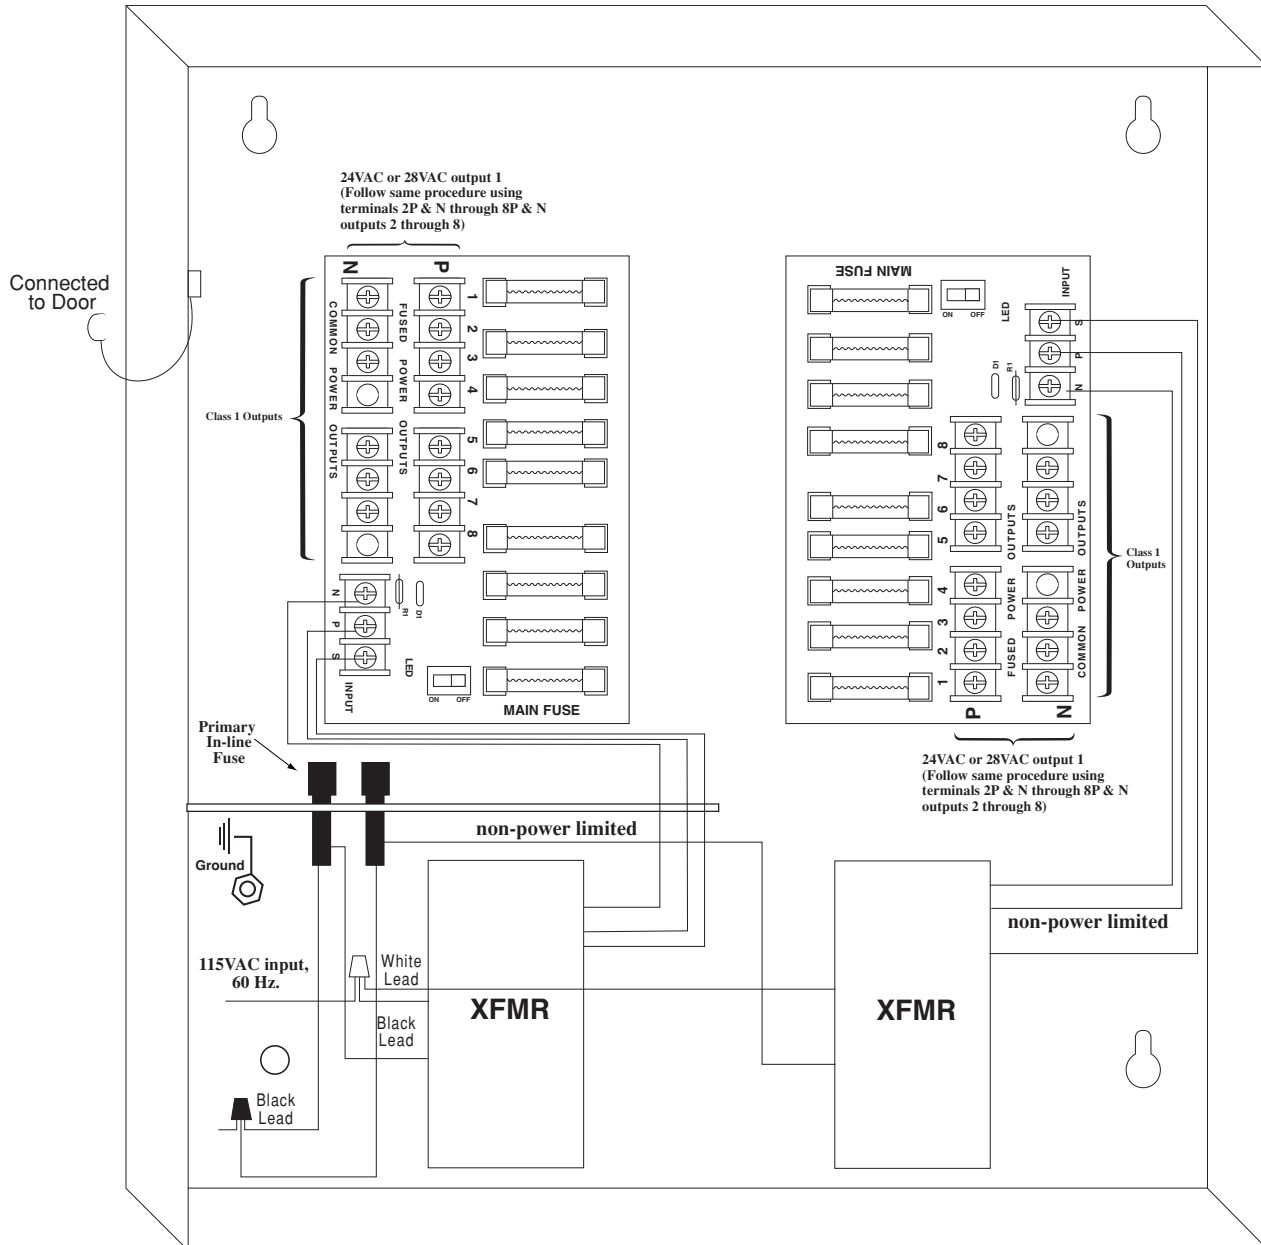 24VAC or 28VAC output 1
(Follow same procedure using
terminals 2P & N through 8P & N
outputs 2 through 8)
Connected
to Door
N
P
COMMON POWER OUTPUTS
FUSED POWER OUTPUTS
1
2
3
4
5
6
7
8
Class 1 Outputs
N
P
S
INPUT
R1
D1
LED
ON
OFF
MAIN FUSE
MAIN FUSE
ON
OFF
LED
INPUT
S
P
N
D1
R1
8
7
6
5
4
3
2
1
FUSED POWER OUTPUTS
COMMON POWER OUTPUTS
Class 1
Outputs
P
N
24VAC or 28VAC output 1
(Follow same procedure using
terminals 2P & N through 8P & N
outputs 2 through 8)
Primary
In-line
Fuse
non-power limited
Ground
non-power limited
115VAC input,
60 Hz.
White
Lead
Black
Lead
XFMR
XFMR
Black
Lead